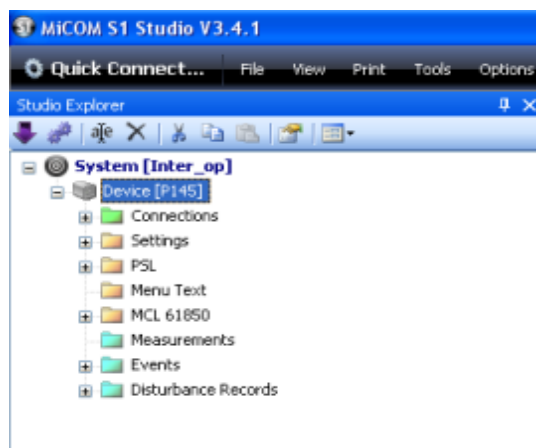 MiCOM S1 Studio V3.4.1
Quick Connect... File View Print Tools Options
Studio Explorer
System [Inter_op]
Device [P145]
Connections
Settings
PSL
Menu Text
MCL 61850
Measurements
Events
Disturbance Records